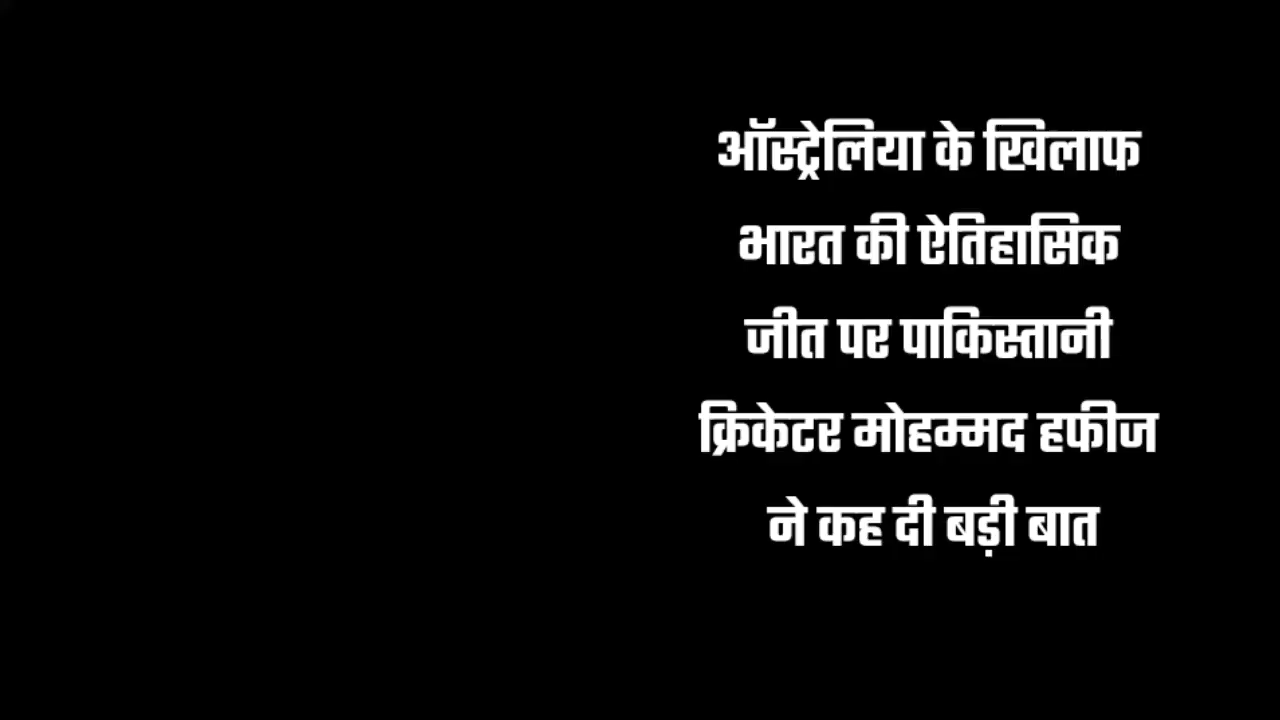 ऑस्ट्रेलिया के खिलाफ
भारत की ऐतिहासिक
जीत पर पाकिस्तानी
क्रिकेटर मोहम्मद हफीज
ने कह दी बड़ी बात